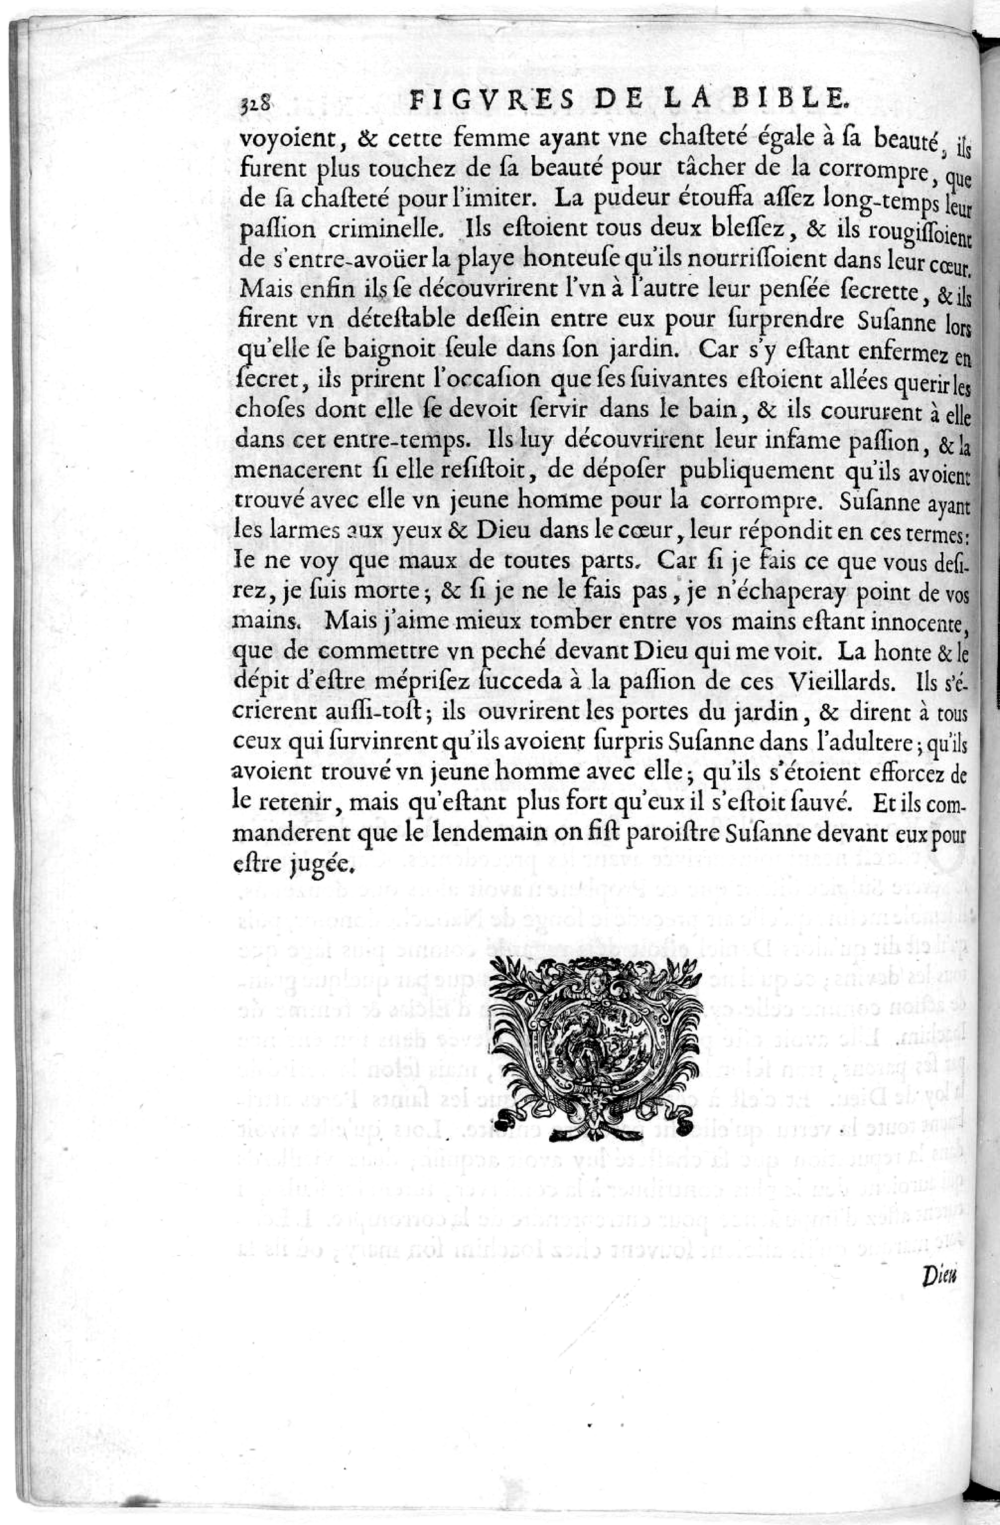 328 FIGVRES DE LA BIBLE.
voyoient, & cette femme ayant vne chaſteté égale à ſa beauté, ils
furent plus touchez de ſa beauté pour tâcher de la corrompre, que
de ſa chaſteté pour l'imiter. La pudeur étouffa aſſez long-temps leur
paſſion criminelle. Ils eſtoient tous deux bleſſez, & ils rougiſſoient
de s'entre-avoüer la playe honteuſe qu'ils nourriſſoient dans leur cœur.
Mais enfin ils ſe découvrirent l'vn à l'autre leur penſée ſecrette, & ils
firent vn déteſtable deſſein entre eux pour ſurprendre Suſanne lors
qu'elle ſe baignoit ſeule dans ſon jardin. Car s'y eſtant enfermez en
ſecret, ils prirent l'occaſion que ſes ſuivantes eſtoient allées querir les
choſes dont elle ſe devoit ſervir dans le bain, & ils coururent à elle
dans cet entre-temps. Ils luy découvrirent leur infame paſſion, & la
menacerent ſi elle reſiſtoit, de dépoſer publiquement qu'ils avoient
trouvé avec elle vn jeune homme pour la corrompre. Suſanne ayant
les larmes aux yeux & Dieu dans le cœur, leur répondit en ces termes:
Ie ne voy que maux de toutes parts. Car ſi je fais ce que vous deſi-
rez, je ſuis morte; & ſi je ne le fais pas, je n'échaperay point de vos
mains. Mais j'aime mieux tomber entre vos mains eſtant innocente,
que de commettre vn peché devant Dieu qui me voit. La honte & le
dépit d'eſtre mépriſez ſucceda à la paſſion de ces Vieillards. Ils s'é-
crierent auſſi-toſt; ils ouvrirent les portes du jardin, & dirent à tous
ceux qui ſurvinrent qu'ils avoient ſurpris Suſanne dans l'adultere; qu'ils
avoient trouvé vn jeune homme avec elle; qu'ils s'étoient efforcez de
le retenir, mais qu'eſtant plus fort qu'eux il s'eſtoit ſauvé. Et ils com-
manderent que le lendemain on fiſt paroiſtre Suſanne devant eux pour
eſtre jugée.
Dieu